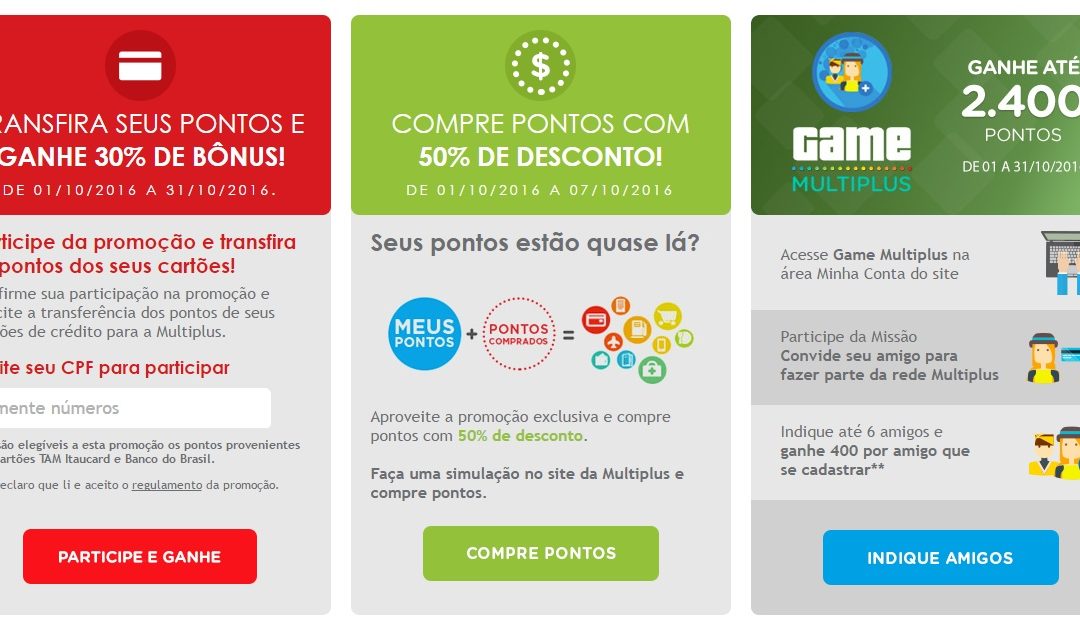 RANSFIRA SEUS PONTOS E
GANHE 30% DE BÔNUS!
DE 01/10/2016 A 31/10/2016.
ticipe da promoção e transfira
pontos dos seus cartões!
firme sua participação na promoção e
cite a transferência dos pontos de seus
ões de crédito para a Multiplus.
ite seu CPF para participar
mente números
são elegíveis a esta promoção os pontos provenientes
artões TAM Itaucard e Banco do Brasil.
eclaro que li e aceito o regulamento da promoção.
PARTICIPE E GANHE
$
COMPRE PONTOS COM
50% DE DESCONTO!
DE 01/10/2016 A 07/10/2016
Seus pontos estão quase lá?
MEUS
PONTOS
+
PONTOS
COMPRADOS
=
Aproveite a promoção exclusiva e compre
pontos com 50% de desconto.
Faça uma simulação no site da Multiplus e
compre pontos.
COMPRE PONTOS
game
MULTIPLUS
GANHE ATÉ
2.400
PONTOS
DE 01 A 31/10/2016
Acesse Game Multiplus na
área Minha Conta do site
Participe da Missão
Convide seu amigo para
fazer parte da rede Multiplus
Indique até 6 amigos e
ganhe 400 por amigo que
se cadastrar**
INDIQUE AMIGOS